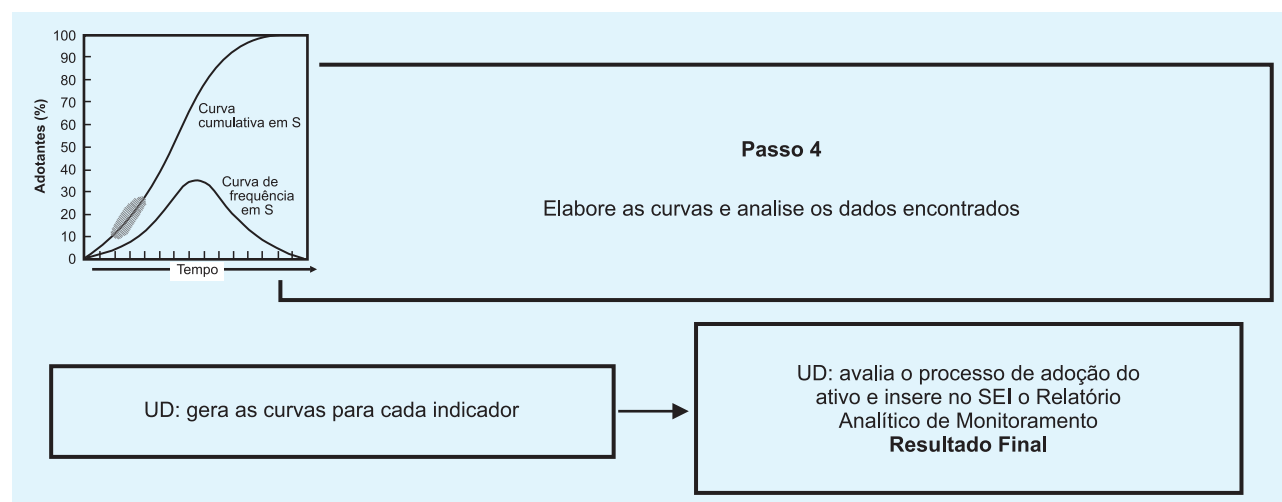 100
90
80
70
60
50
40
30
20
10
0
Adotantes (%)
Curva
cumulativa em S
Curva de
frequência
em S
Tempo
Passo 4
Elabore as curvas e analise os dados encontrados
UD: gera as curvas para cada indicador
UD: avalia o processo de adoção do
ativo e insere no SEI o Relatório
Analítico de Monitoramento
Resultado Final